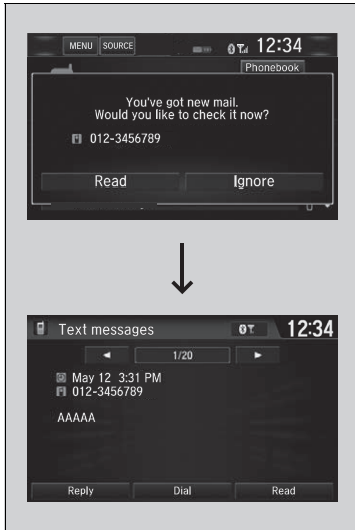 MENU SOURCE 12:34
Phonebook
You've got new mail.
Would you like to check it now?
012-3456789
Read Ignore
Text messages 12:34
1/20
May 12 3:31 PM
012-3456789
AAAAA
Reply Dial Read